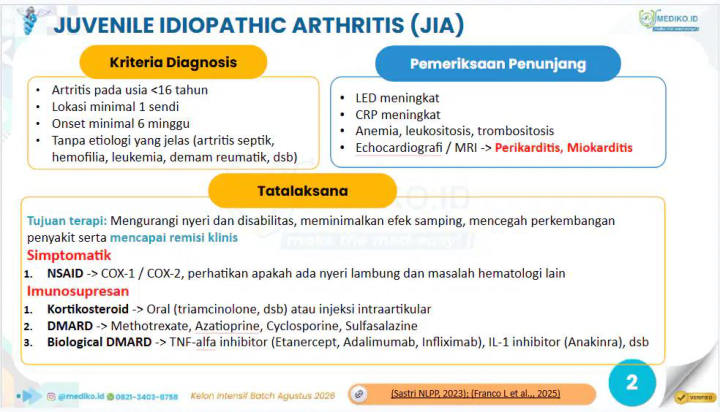 JUVENILE IDIOPATHIC ARTHRITIS (JIA)
MEDIKO.ID
Kriteria Diagnosis
• Artritis pada usia <16 tahun
• Lokasi minimal 1 sendi
• Onset minimal 6 minggu
• Tanpa etiologi yang jelas (artritis septik,
hemofilia, leukemia, demam reumatik, dsb)
Pemeriksaan Penunjang
• LED meningkat
• CRP meningkat
• Anemia, leukositosis, trombositosis
• Echocardiografi / MRI -> Perikarditis, Miokarditis
Tatalaksana
Tujuan terapi: Mengurangi nyeri dan disabilitas, meminimalkan efek samping, mencegah perkembangan
penyakit serta mencapai remisi klinis
Simptomatik
1. NSAID -> COX-1 / COX-2, perhatikan apakah ada nyeri lambung dan masalah hematologi lain
Imunosupresan
1. Kortikosteroid -> Oral (triamcinolone, dsb) atau injeksi intraartikular
2. DMARD -> Methotrexate, Azatioprine, Cyclosporine, Sulfasalazine
3. Biological DMARD -> TNF-alfa inhibitor (Etanercept, Adalimumab, Infliximab), IL-1 inhibitor (Anakinra), dsb
@mediko.id 0821-3403-8758 Kelon Intensif Batch Agustus 2026
(Sastri NLPP, 2023); (Franco L et al.., 2025)
2
VERIFIED